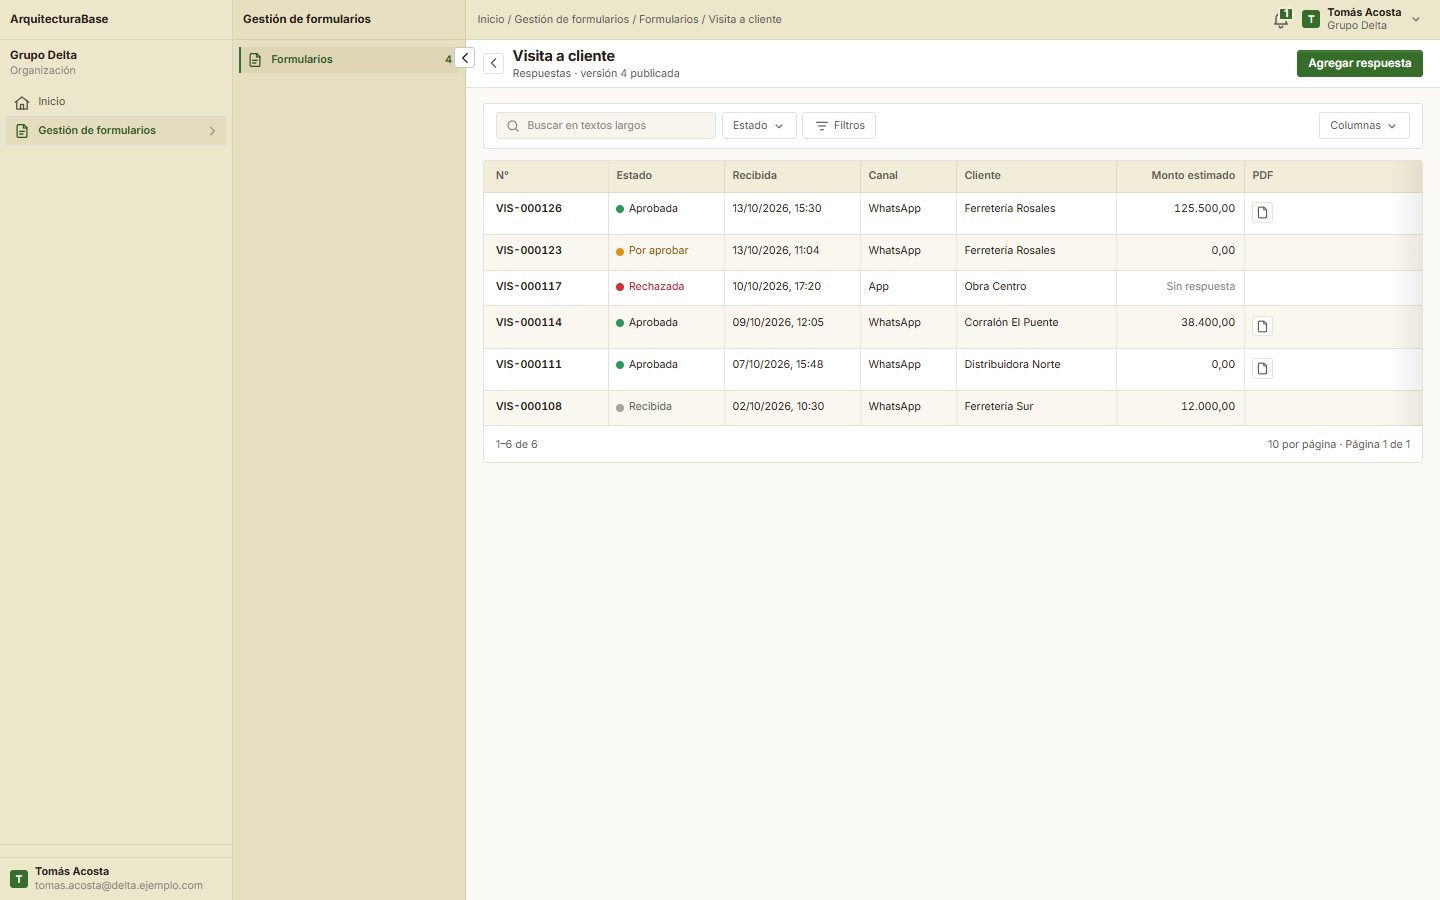 ArquitecturaBase
Grupo Delta
Organización
Inicio
Gestión de formularios
Tomás Acosta
tomas.acosta@delta.ejemplo.com
Gestión de formularios
Formularios 4
Inicio / Gestión de formularios / Formularios / Visita a cliente
1
T
Tomás Acosta
Grupo Delta
Visita a cliente
Respuestas · versión 4 publicada
Agregar respuesta
Buscar en textos largos
Estado
Filtros
Columnas
N° Estado Recibida Canal Cliente Monto estimado PDF
VIS-000126 Aprobada 13/10/2026, 15:30 WhatsApp Ferretería Rosales 125.500,00
VIS-000123 Por aprobar 13/10/2026, 11:04 WhatsApp Ferretería Rosales 0,00
VIS-000117 Rechazada 10/10/2026, 17:20 App Obra Centro Sin respuesta
VIS-000114 Aprobada 09/10/2026, 12:05 WhatsApp Corralón El Puente 38.400,00
VIS-000111 Aprobada 07/10/2026, 15:48 WhatsApp Distribuidora Norte 0,00
VIS-000108 Recibida 02/10/2026, 10:30 WhatsApp Ferretería Sur 12.000,00
1–6 de 6
10 por página · Página 1 de 1
T